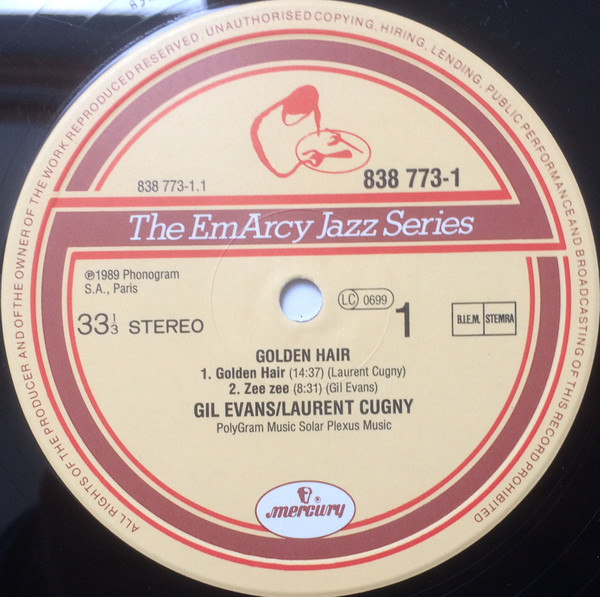 ALL RIGHTS OF THE PRODUCER AND OF THE OWNER OF THE WORK REPRODUCED RESERVED. UNAUTHORISED COPYING, HIRING, LENDING, PUBLIC PERFORMANCE AND BROADCASTING OF THIS RECORD PROHIBITED
838 773-1.1
838 773-1
The EmArcy Jazz Series
℗1989 Phonogram
S.A., Paris
LC 0699
33 1/3 STEREO
1
B.I.E.M. STEMRA
GOLDEN HAIR
1. Golden Hair (14:37) (Laurent Cugny)
2. Zee zee (8:31) (Gil Evans)
GIL EVANS/LAURENT CUGNY
PolyGram Music Solar Plexus Music
mercury®